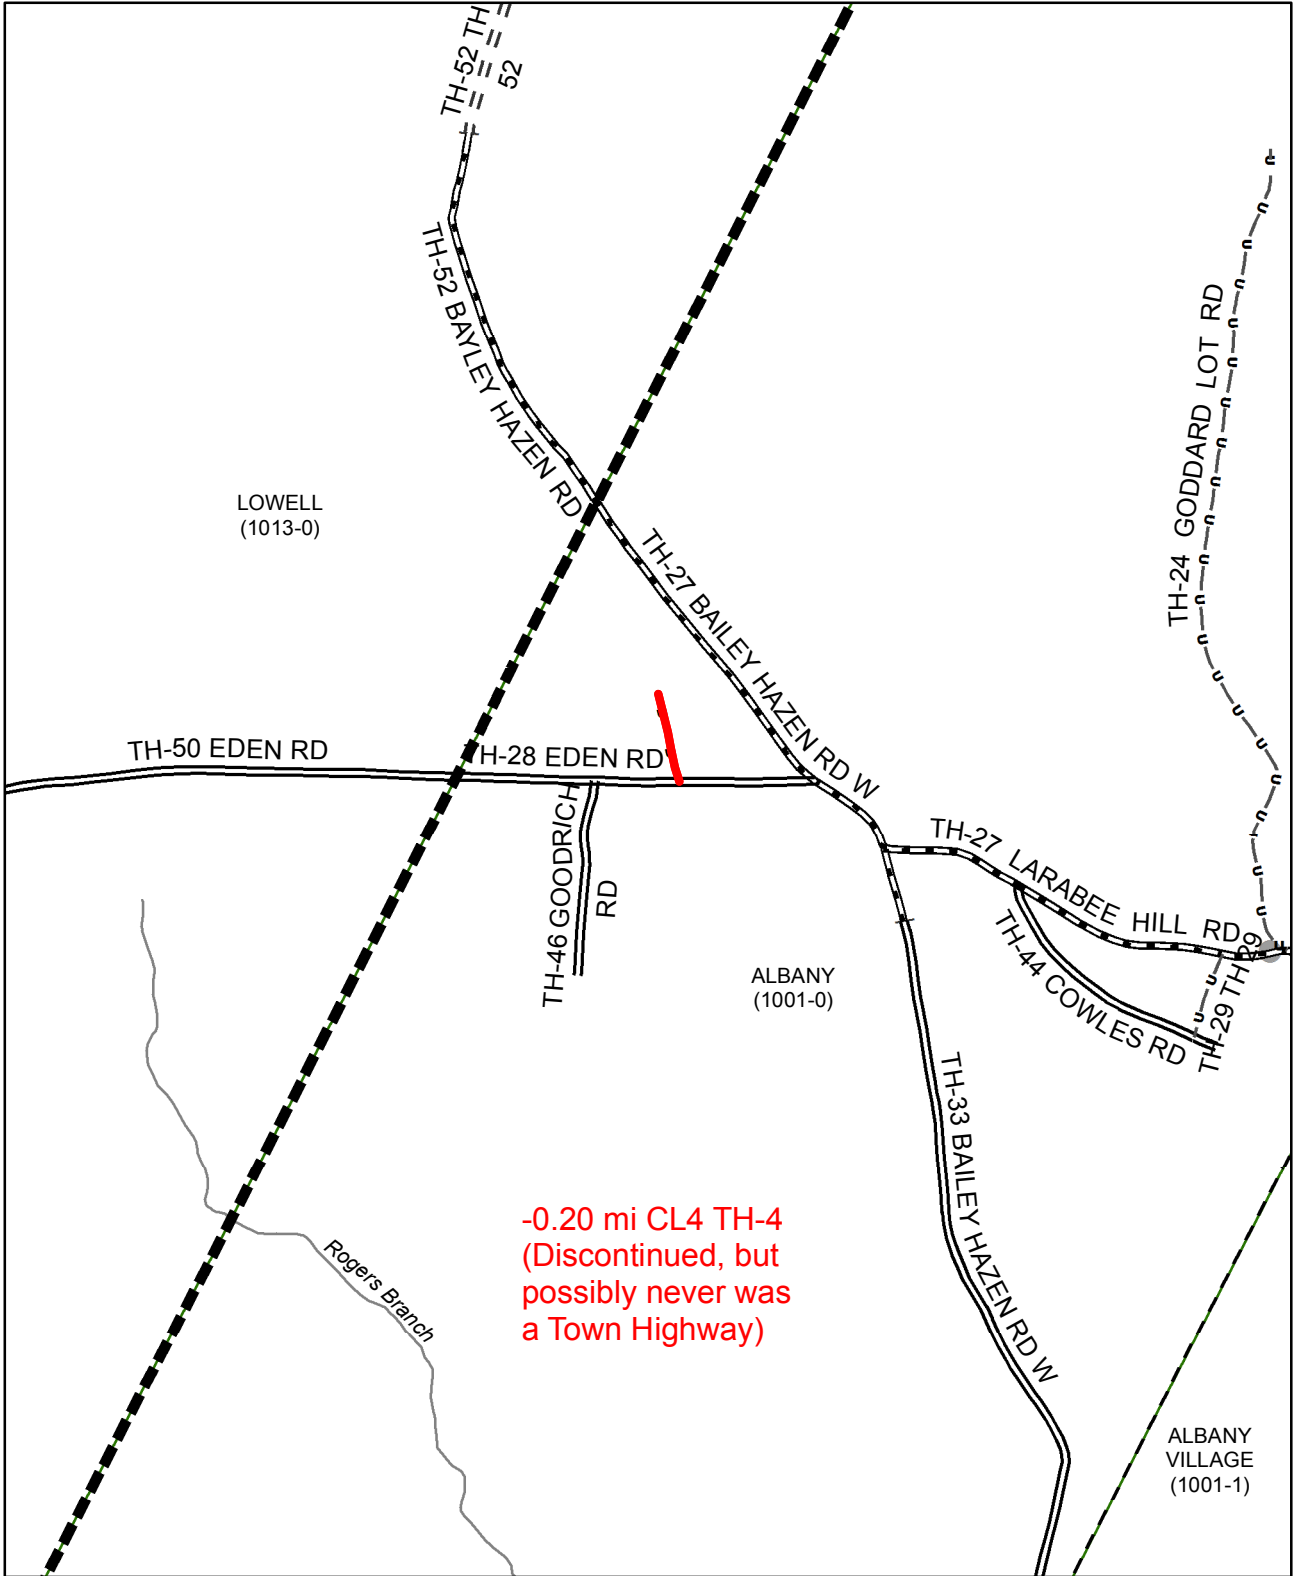 TH-52 TH
52
TH-52 BAYLEY HAZEN RD
TH-24 GODDARD LOT RD
LOWELL
(1013-0)
TH-27 BAILEY HAZEN RD W
TH-50 EDEN RD
TH-28 EDEN RD
TH-46 GOODRICH
RD
TH-27 LARABEE HILL RD
TH-44 COWLES RD
TH-29 TH 29
ALBANY
(1001-0)
TH-33 BAILEY HAZEN RD W
Rogers Branch
-0.20 mi CL4 TH-4
(Discontinued, but
possibly never was
a Town Highway)
ALBANY
VILLAGE
(1001-1)